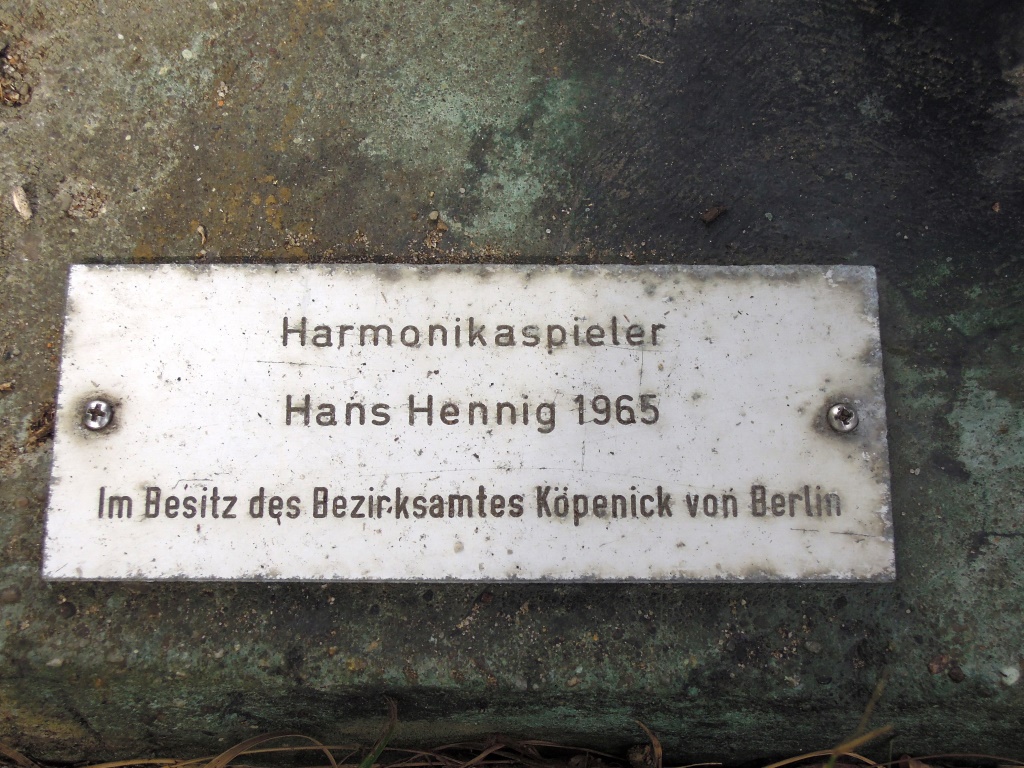 Harmonikaspieler
Hans Hennig 1965
Im Besitz des Bezirksamtes Köpenick von Berlin